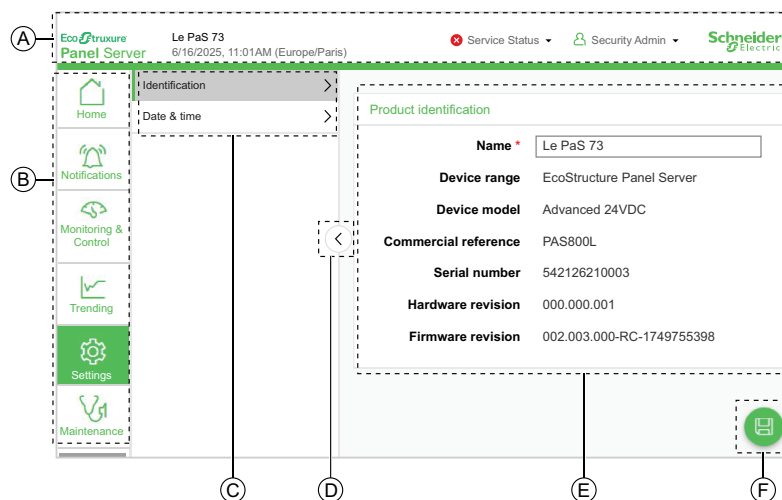 A
EcoStruxure
Panel Server
Le PaS 73
6/16/2025, 11:01AM (Europe/Paris)
Service Status
Security Admin
Schneider
Electric
B
Home
Notifications
Monitoring &
Control
Trending
Settings
Maintenance
Identification
Date & time
Product identification
Name * Le PaS 73
Device range EcoStructure Panel Server
Device model Advanced 24VDC
Commercial reference PAS800L
Serial number 542126210003
Hardware revision 000.000.001
Firmware revision 002.003.000-RC-1749755398
C
D
E
F